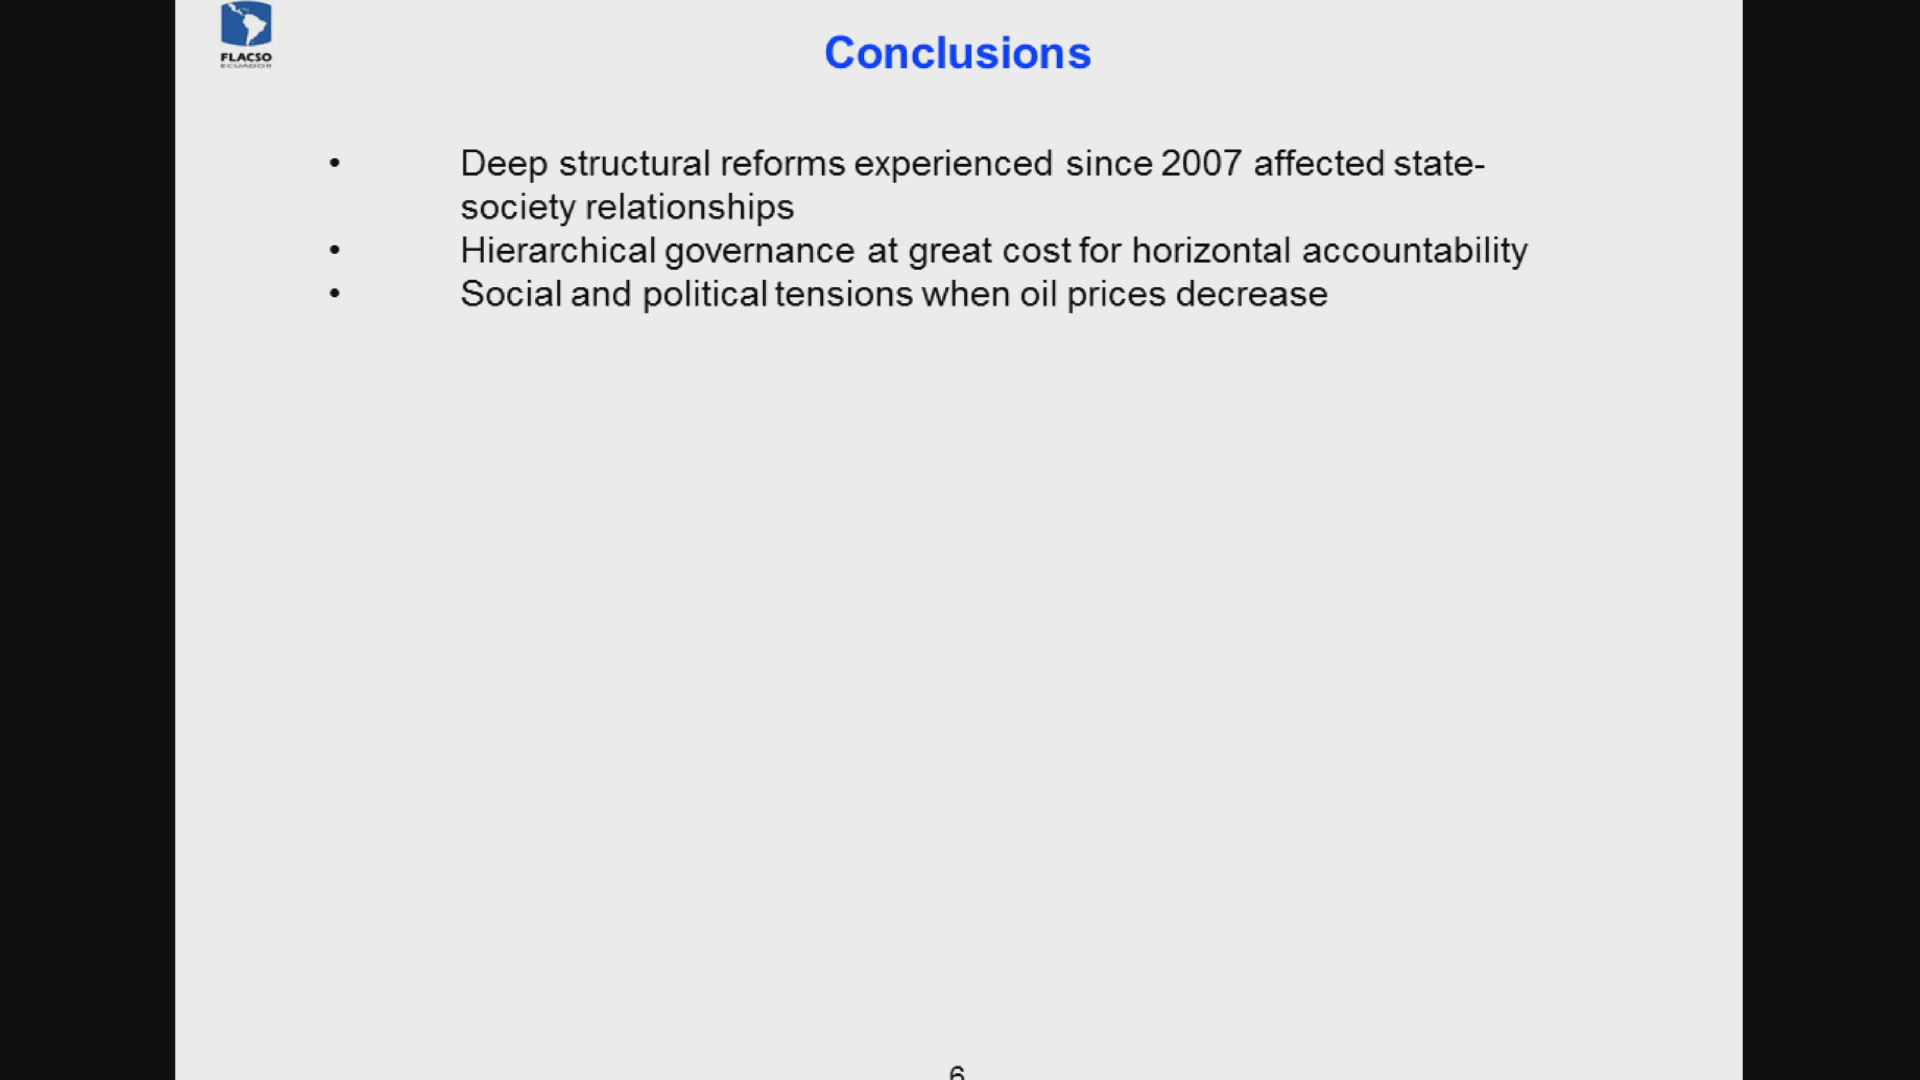 FLACSO
ECUADOR
Conclusions
• Deep structural reforms experienced since 2007 affected state-
society relationships
• Hierarchical governance at great cost for horizontal accountability
• Social and political tensions when oil prices decrease
6